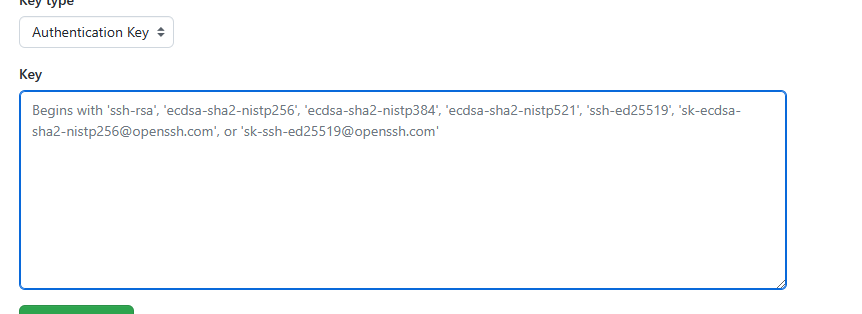 Key type
Authentication Key
Key
Begins with 'ssh-rsa', 'ecdsa-sha2-nistp256', 'ecdsa-sha2-nistp384', 'ecdsa-sha2-nistp521', 'ssh-ed25519', 'sk-ecdsa-
sha2-nistp256@openssh.com', or 'sk-ssh-ed25519@openssh.com'